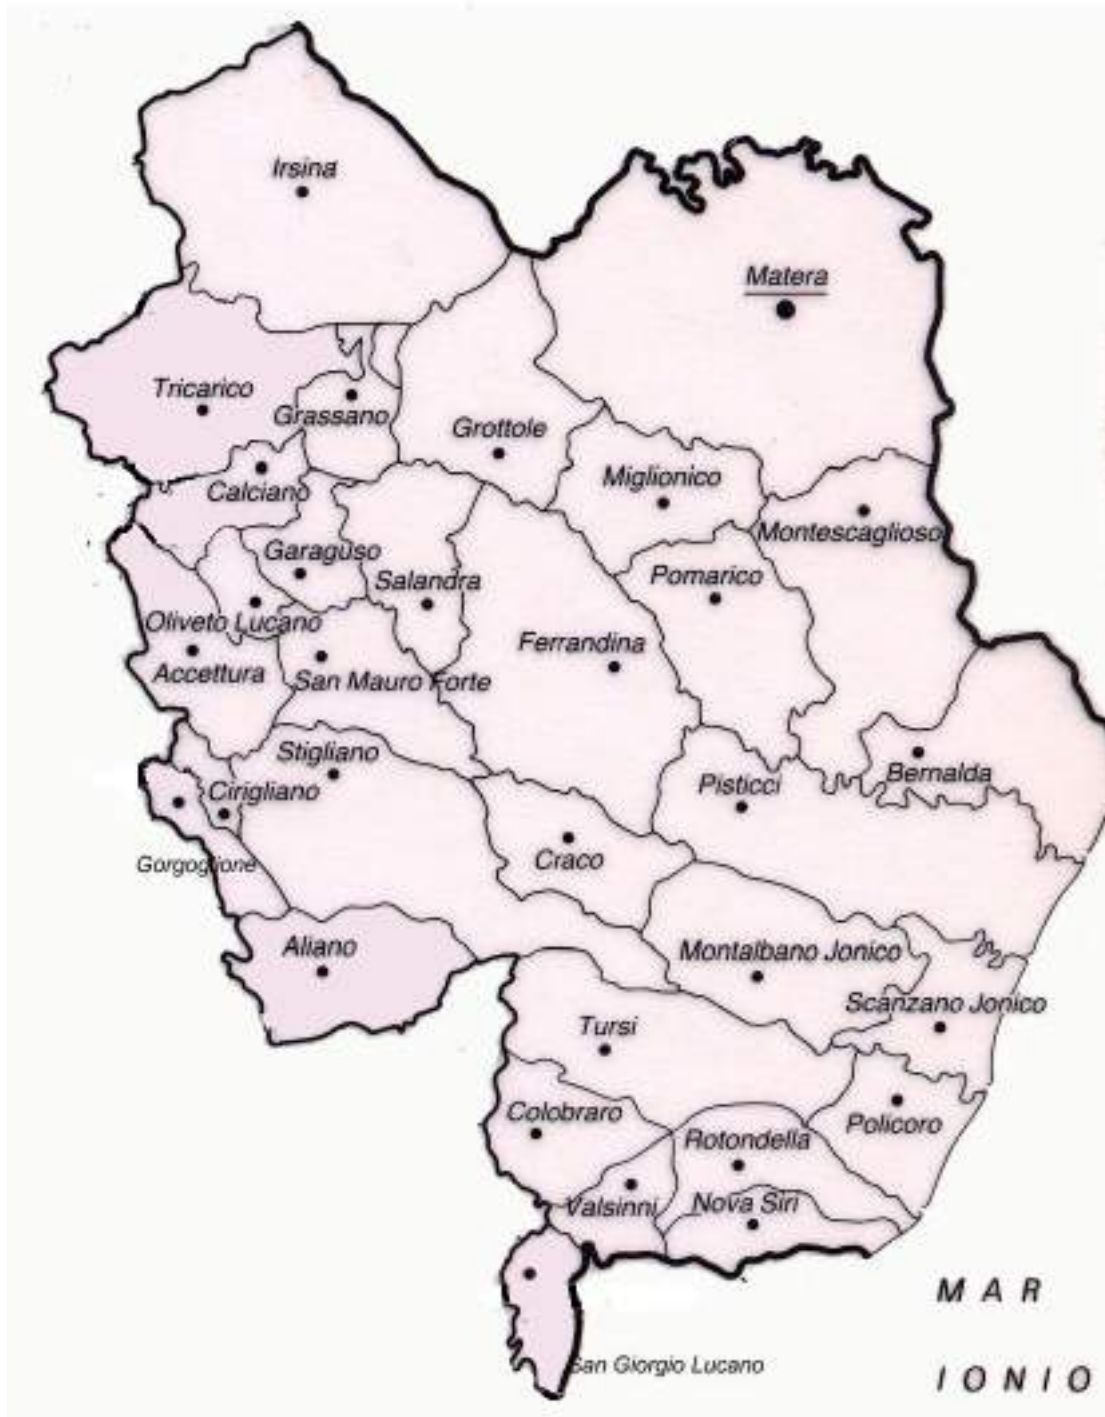 Irsina
Matera
Tricarico
Grassano
Grottole
Calciano
Miglionico
Montescaglioso
Garaguso
Salandra
Pomarico
Oliveto Lucano
Ferrandina
Accettura
San Mauro Forte
Stigliano
Cirigliano
Pisticci
Bernalda
Gorgoglione
Craco
Aliano
Montalbano Jonico
Scanzano Jonico
Tursi
Colobraro
Policoro
Rotondella
Valsinni
Nova Siri
MAR
San Giorgio Lucano
IONIO